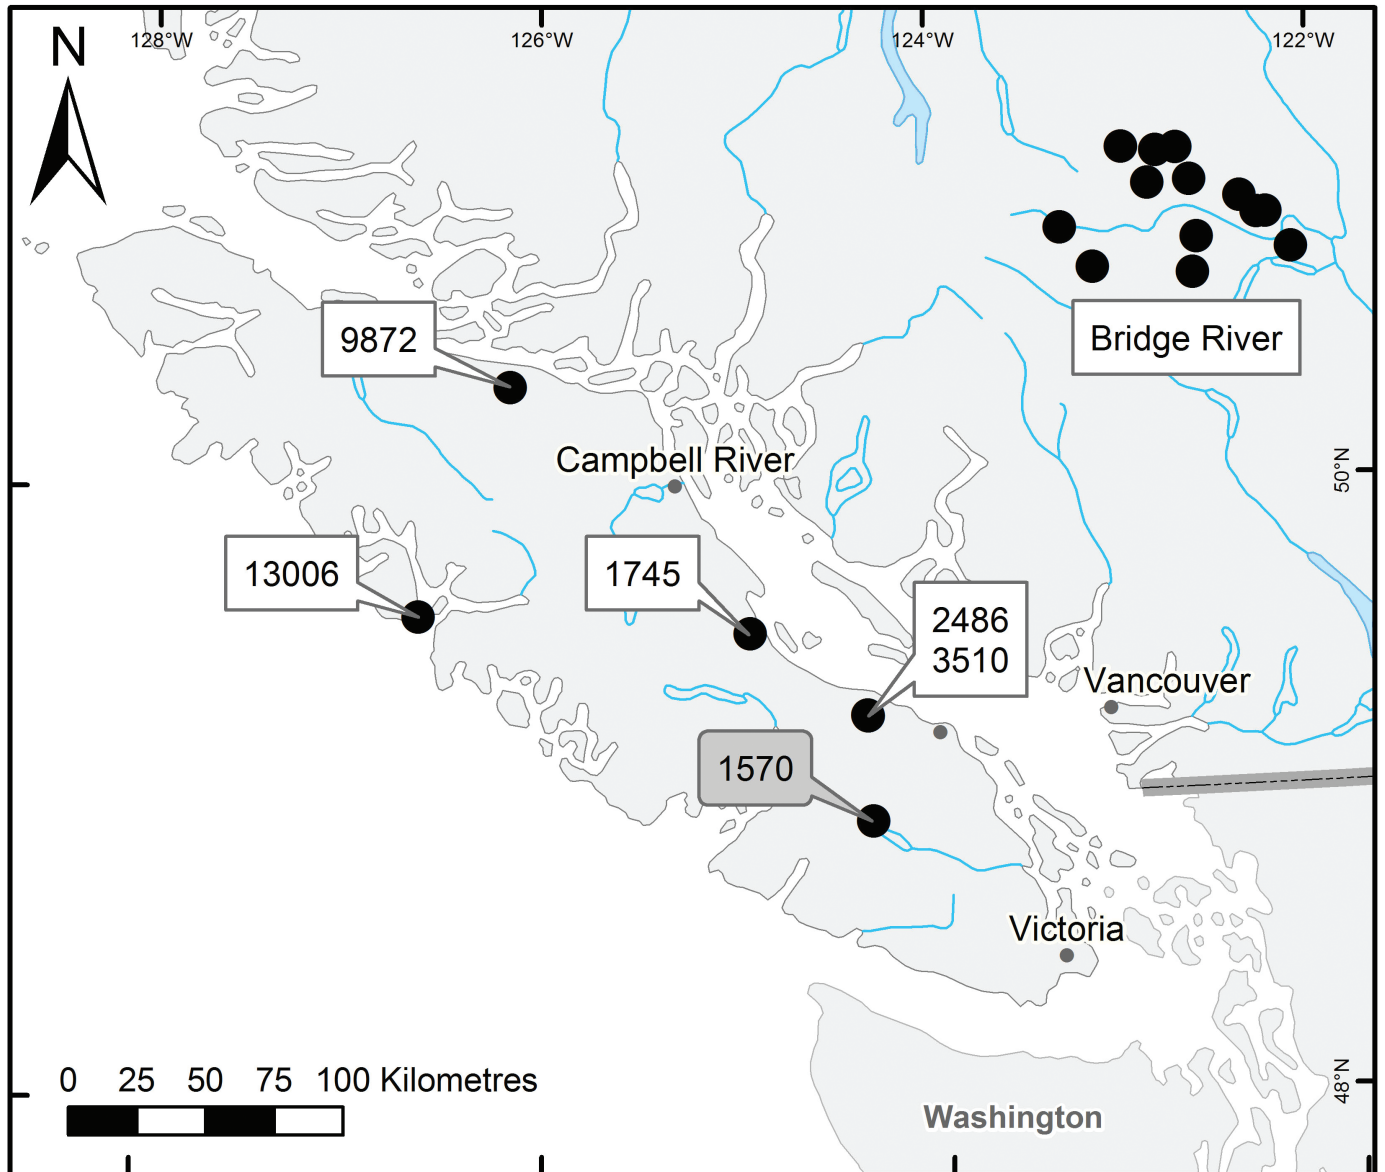 N
128°W
126°W
124°W
122°W
9872
Bridge River
Campbell River
50°N
13006
1745
2486
3510
Vancouver
1570
Victoria
0 25 50 75 100 Kilometres
48°N
Washington